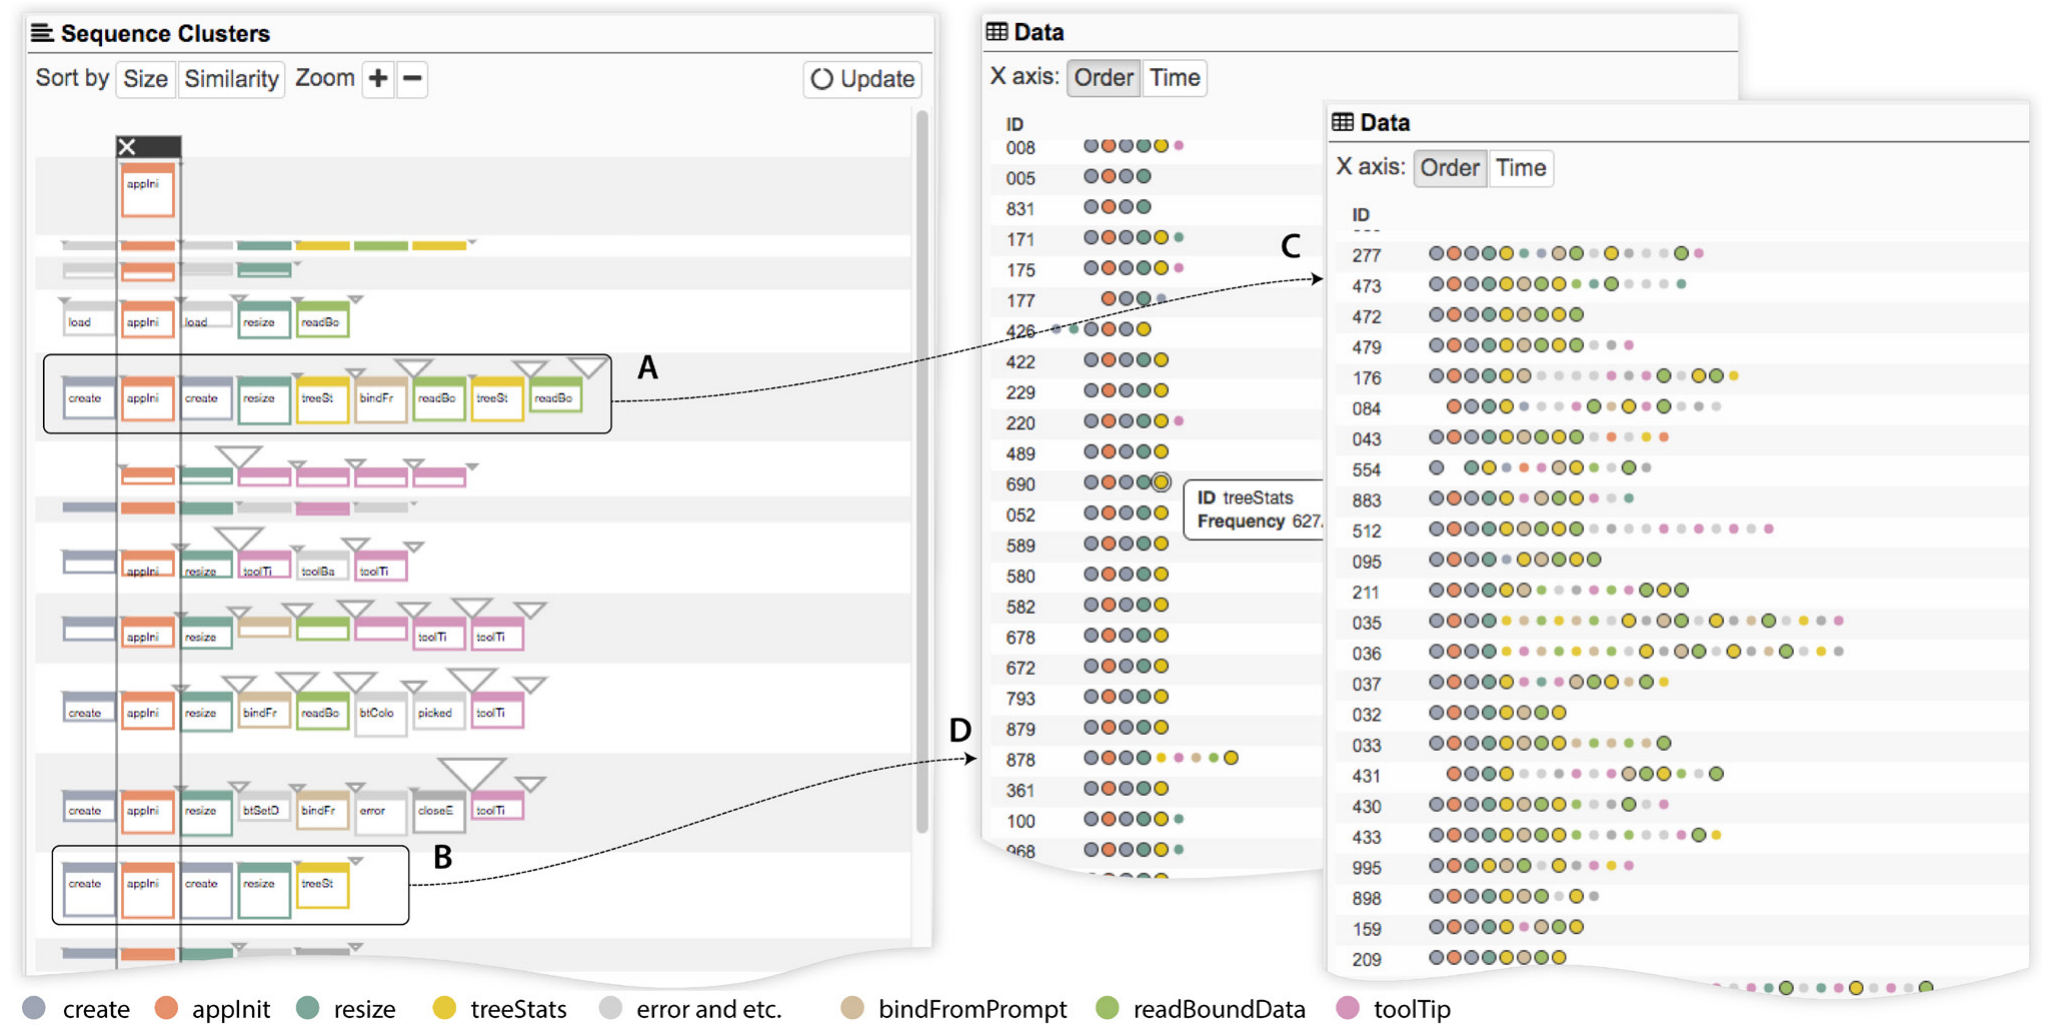 Sequence Clusters
Sort by Size Similarity Zoom + − Update
appIni
load appIni load resize readBo
A
create appIni create resize treeSt bindFr readBo treeSt readBo
appIni resize toolTi toolBa toolTi
appIni resize toolTi toolTi
create appIni resize bindFr readBo btColo picked toolTi
create appIni resize btSetD bindFr error closeE toolTi
B
create appIni create resize treeSt
Data
X axis: Order Time
ID
008
005
831
171
175
177
426
422
229
220
489
690
ID treeStats
Frequency 627.
052
589
580
582
678
672
793
879
878
361
100
968
C
D
Data
X axis: Order Time
ID
277
473
472
479
176
084
043
554
883
512
095
211
035
036
037
032
033
431
430
433
995
898
159
209
create appInit resize treeStats error and etc. bindFromPrompt readBoundData toolTip